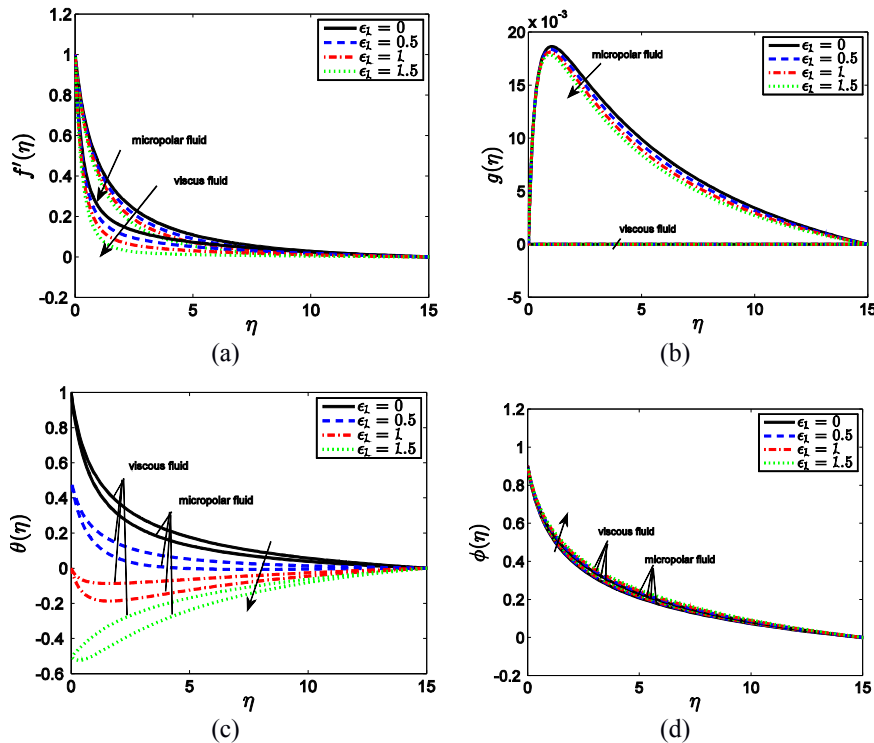 1.2
1
0.8
0.6
0.4
0.2
0
-0.2
0
5
10
15
f'(η)
η
ϵ₁ = 0
ϵ₁ = 0.5
ϵ₁ = 1
ϵ₁ = 1.5
micropolar fluid
viscus fluid
(a)
x 10⁻³
20
15
10
5
0
-5
0
5
10
15
g(η)
η
ϵ₁ = 0
ϵ₁ = 0.5
ϵ₁ = 1
ϵ₁ = 1.5
micropolar fluid
viscous fluid
(b)
1
0.8
0.6
0.4
0.2
0
-0.2
-0.4
-0.6
0
5
10
15
θ(η)
η
ϵ₁ = 0
ϵ₁ = 0.5
ϵ₁ = 1
ϵ₁ = 1.5
viscous fluid
micropolar fluid
(c)
1.2
1
0.8
0.6
0.4
0.2
0
-0.2
0
5
10
15
ϕ(η)
η
ϵ₁ = 0
ϵ₁ = 0.5
ϵ₁ = 1
ϵ₁ = 1.5
viscous fluid
micropolar fluid
(d)